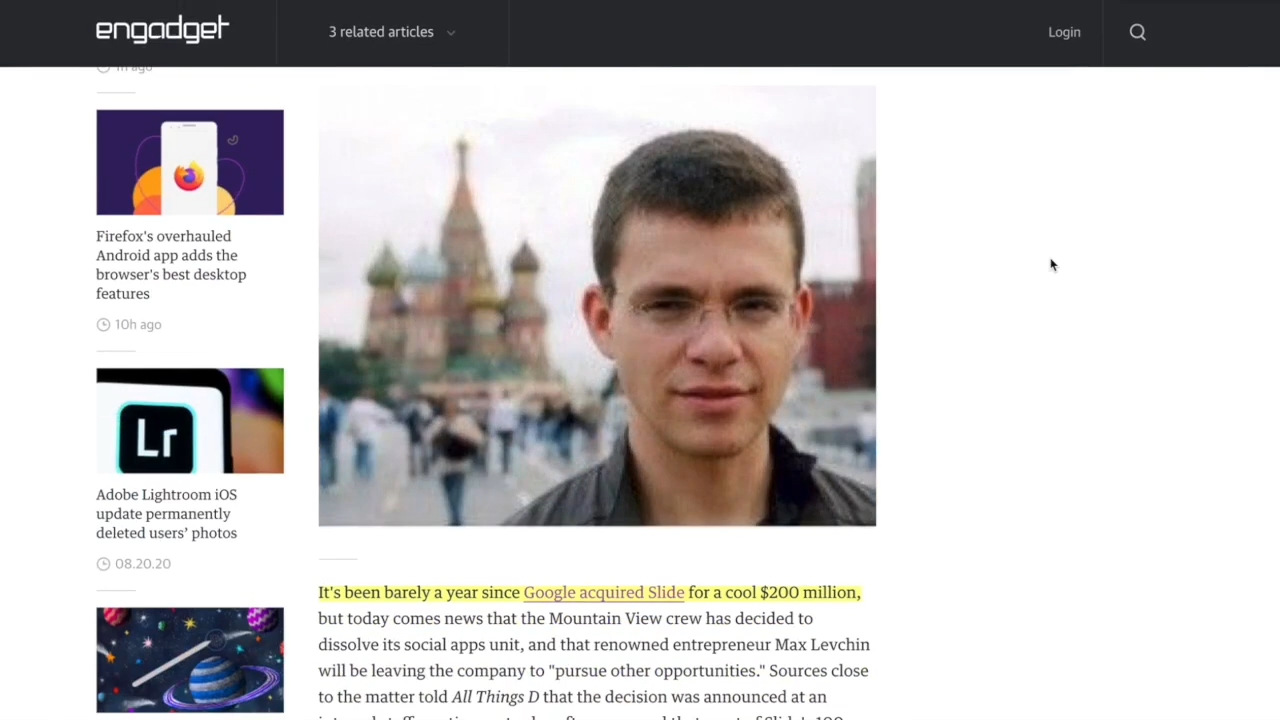 engadget
3 related articles
Login
1h ago
Firefox's overhauled
Android app adds the
browser's best desktop
features
10h ago
Lr
Adobe Lightroom iOS
update permanently
deleted users’ photos
08.20.20
It's been barely a year since Google acquired Slide for a cool $200 million,
but today comes news that the Mountain View crew has decided to
dissolve its social apps unit, and that renowned entrepreneur Max Levchin
will be leaving the company to "pursue other opportunities." Sources close
to the matter told All Things D that the decision was announced at an